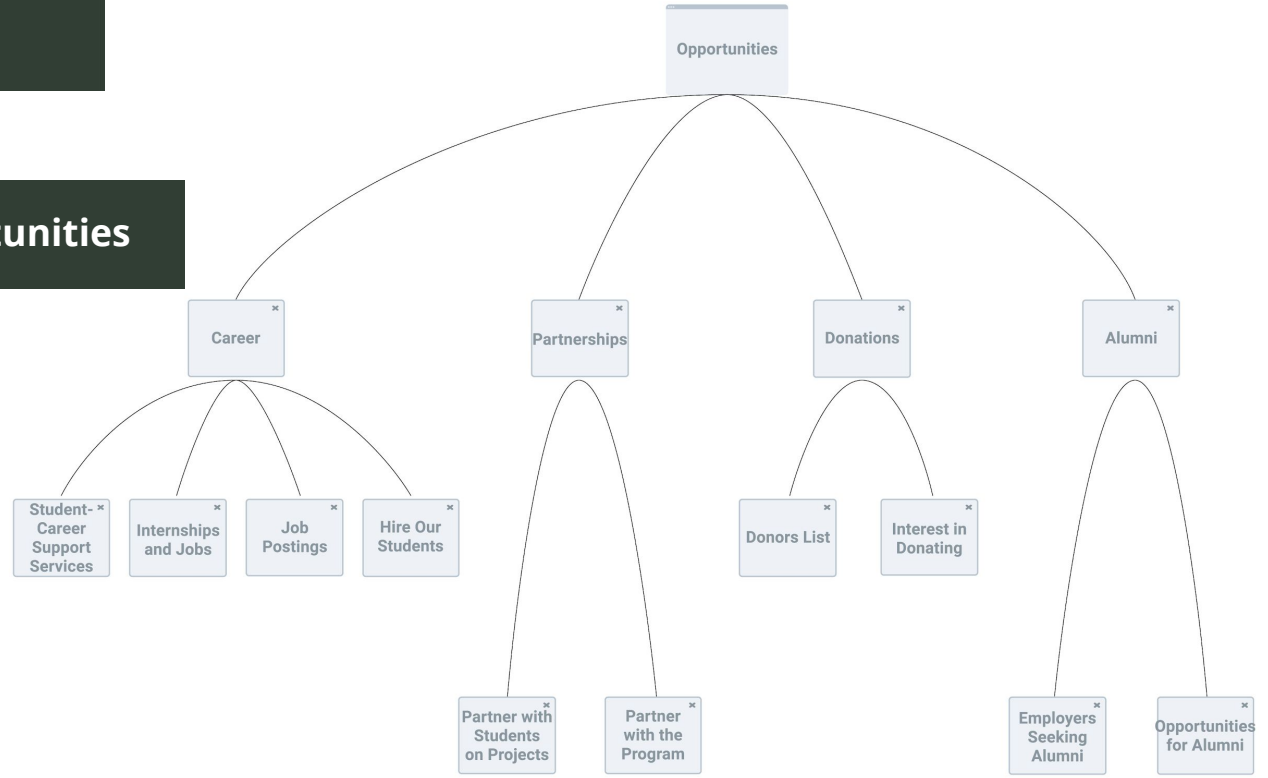 Opportunities
tunities
Career
Partnerships
Donations
Alumni
Student-
Career
Support
Services
Internships
and Jobs
Job
Postings
Hire Our
Students
Donors List
Interest in
Donating
Partner with
Students
on Projects
Partner
with the
Program
Employers
Seeking
Alumni
Opportunities
for Alumni